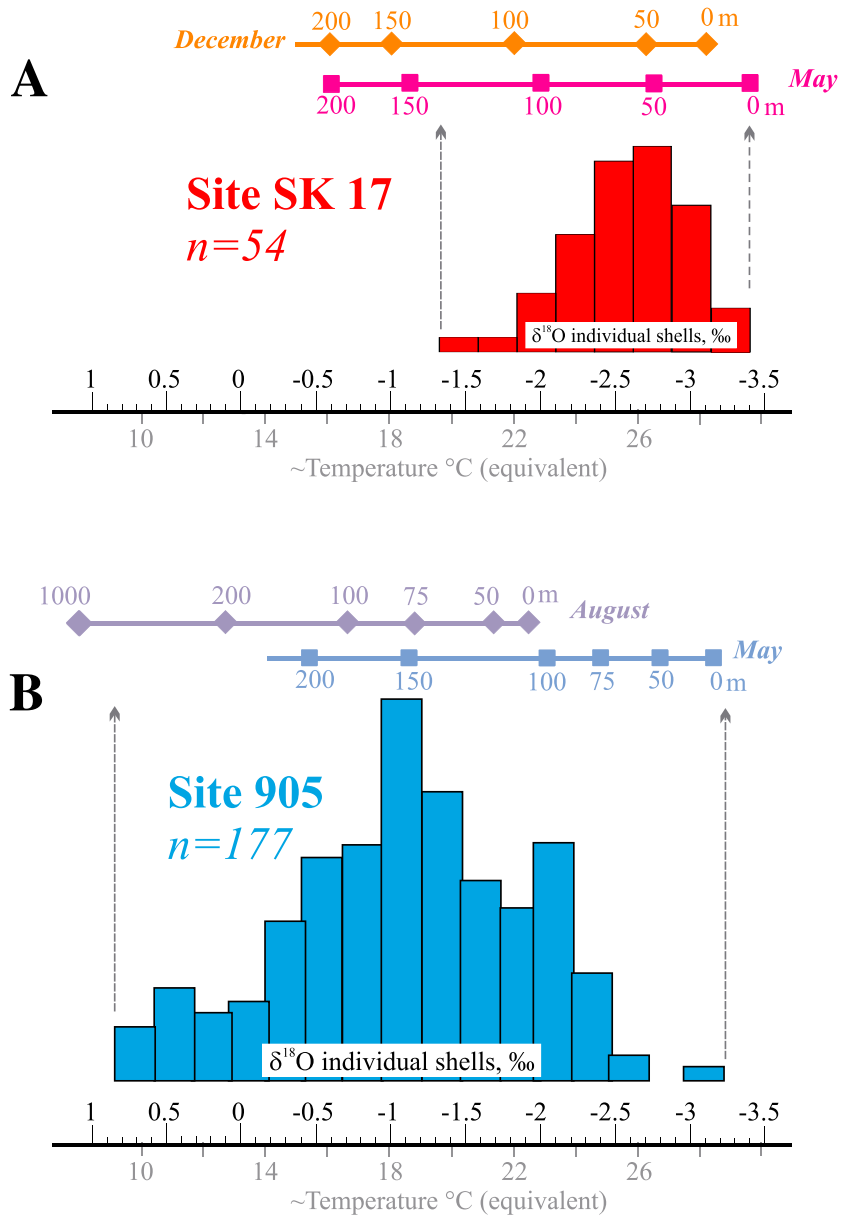 200 150 100 50 0 m
December
A
May
200 150 100 50 0 m
Site SK 17
n=54
δ18O individual shells, ‰
1 0.5 0 -0.5 -1 -1.5 -2 -2.5 -3 -3.5
10 14 18 22 26
~Temperature °C (equivalent)
1000 200 100 75 50 0 m
August
May
B
200 150 100 75 50 0 m
Site 905
n=177
δ18O individual shells, ‰
1 0.5 0 -0.5 -1 -1.5 -2 -2.5 -3 -3.5
10 14 18 22 26
~Temperature °C (equivalent)